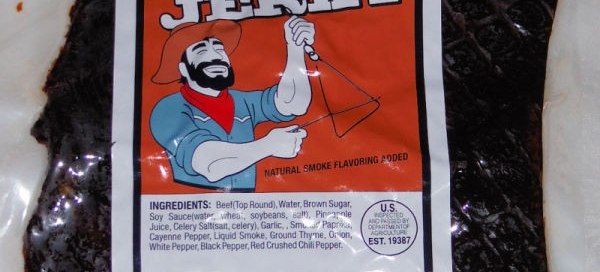 JERKY
NATURAL SMOKE FLAVORING ADDED
INGREDIENTS: Beef(Top Round), Water, Brown Sugar,
Soy Sauce(water, wheat, soybeans, salt), Pineapple
Juice, Celery Salt(salt, celery), Garlic, , Smokey Paprika,
Cayenne Pepper, Liquid Smoke, Ground Thyme, Onion,
White Pepper, Black Pepper, Red Crushed Chili Pepper.
U.S.
INSPECTED
AND PASSED BY
DEPARTMENT OF
AGRICULTURE
EST. 19387